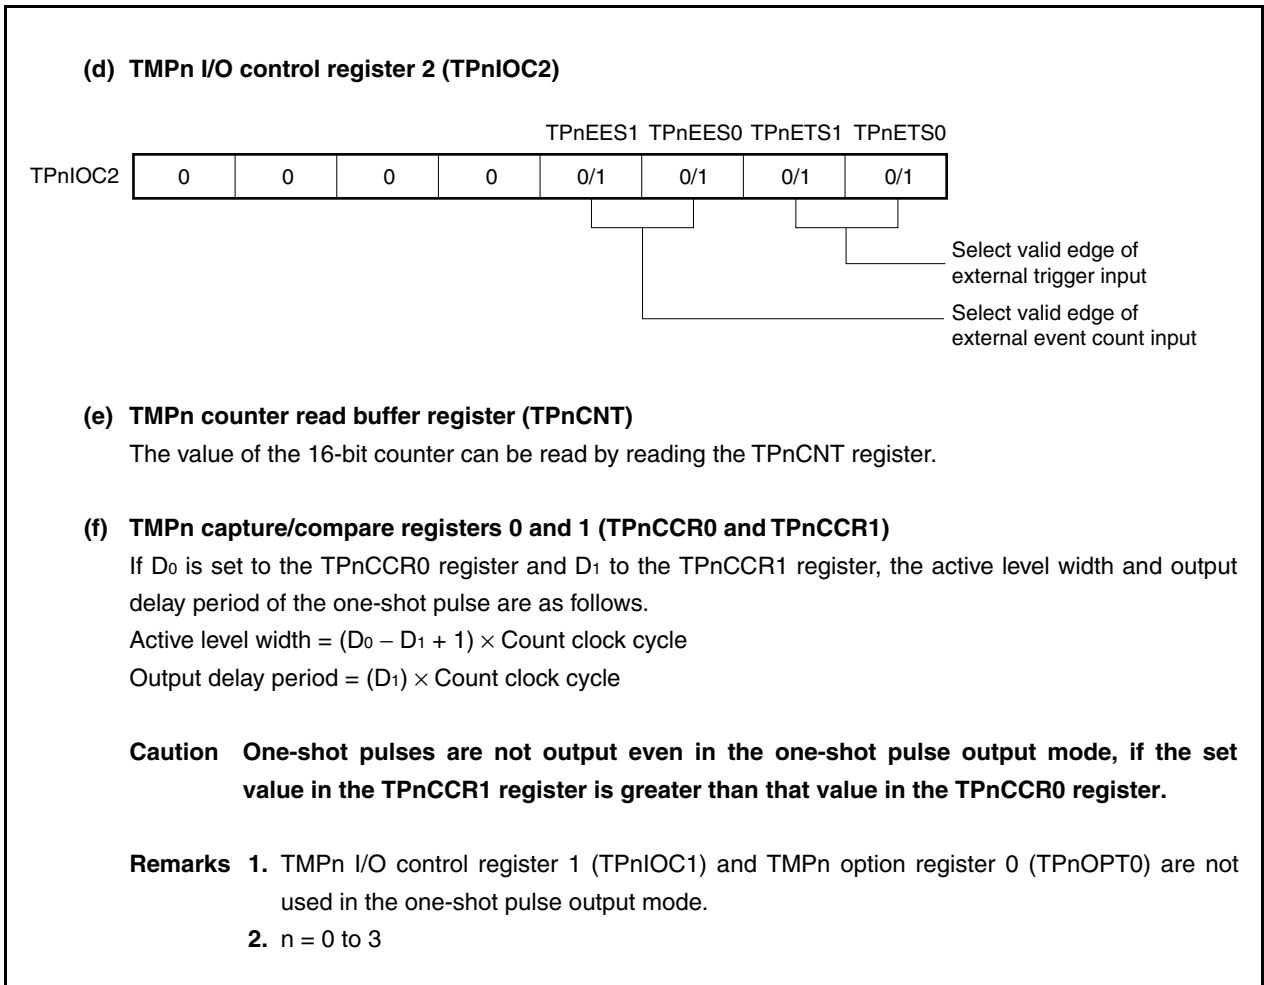 (d) TMPn I/O control register 2 (TPnIOC2)
TPnEES1 TPnEES0 TPnETS1 TPnETS0
TPnIOC2 0 0 0 0 0/1 0/1 0/1 0/1
Select valid edge of
external trigger input
Select valid edge of
external event count input
(e) TMPn counter read buffer register (TPnCNT)
The value of the 16-bit counter can be read by reading the TPnCNT register.
(f) TMPn capture/compare registers 0 and 1 (TPnCCR0 and TPnCCR1)
If D0 is set to the TPnCCR0 register and D1 to the TPnCCR1 register, the active level width and output
delay period of the one-shot pulse are as follows.
Active level width = (D0 − D1 + 1) × Count clock cycle
Output delay period = (D1) × Count clock cycle
Caution One-shot pulses are not output even in the one-shot pulse output mode, if the set
value in the TPnCCR1 register is greater than that value in the TPnCCR0 register.
Remarks 1. TMPn I/O control register 1 (TPnIOC1) and TMPn option register 0 (TPnOPT0) are not
used in the one-shot pulse output mode.
2. n = 0 to 3